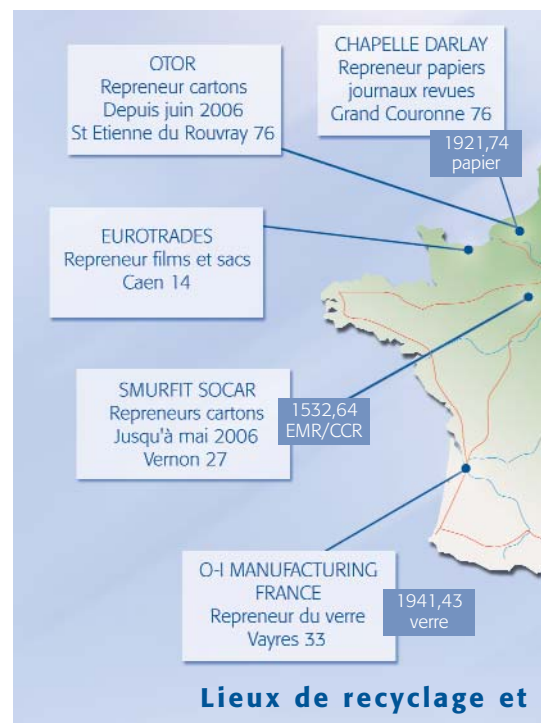 OTOR
Repreneur cartons
Depuis juin 2006
St Etienne du Rouvray 76
CHAPELLE DARLAY
Repreneur papiers
journaux revues
Grand Couronne 76
1921,74
papier
EUROTRADES
Repreneur films et sacs
Caen 14
SMURFIT SOCAR
Repreneurs cartons
Jusqu'à mai 2006
Vernon 27
1532,64
EMR/CCR
O-I MANUFACTURING
FRANCE
Repreneur du verre
Vayres 33
1941,43
verre
Lieux de recyclage et